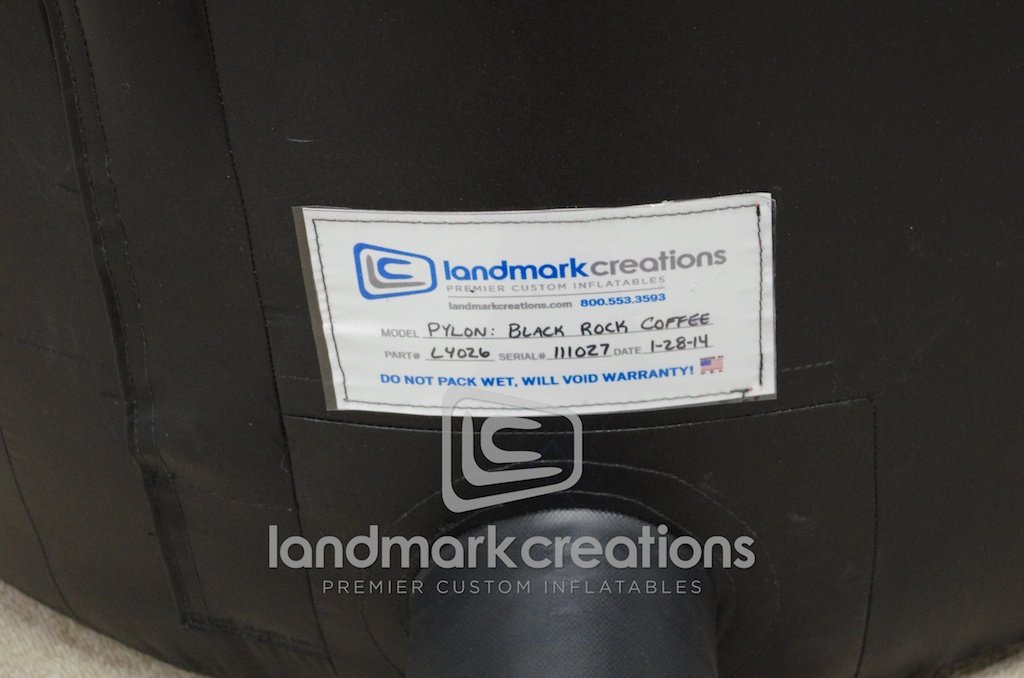 landmarkcreations
PREMIER CUSTOM INFLATABLES
landmarkcreations.com 800.553.3593
MODEL PYLON: BLACK ROCK COFFEE
PART# L4026 SERIAL# 111027 DATE 1-28-14
DO NOT PACK WET, WILL VOID WARRANTY! U.S.A.
landmarkcreations
PREMIER CUSTOM INFLATABLES